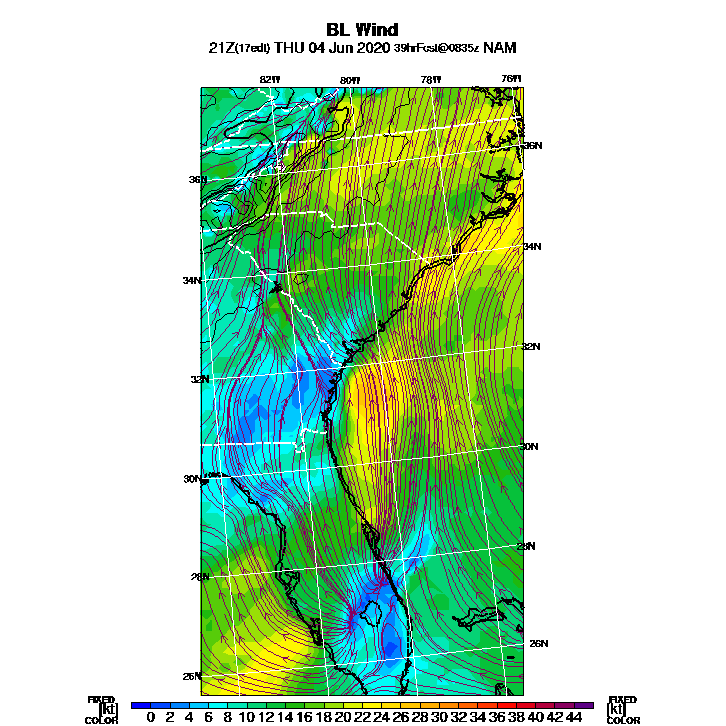 BL Wind
21Z(17edt) THU 04 Jun 2020 39hrFcst@0835z NAM
82W 80W 78W 76W
36N
36N
34N
34N
32N
32N
30N
30N
28N
28N
26N
26N
FIXED [kt] COLOR
0 2 4 6 8 10 12 14 16 18 20 22 24 26 28 30 32 34 36 38 40 42 44
FIXED [kt] COLOR